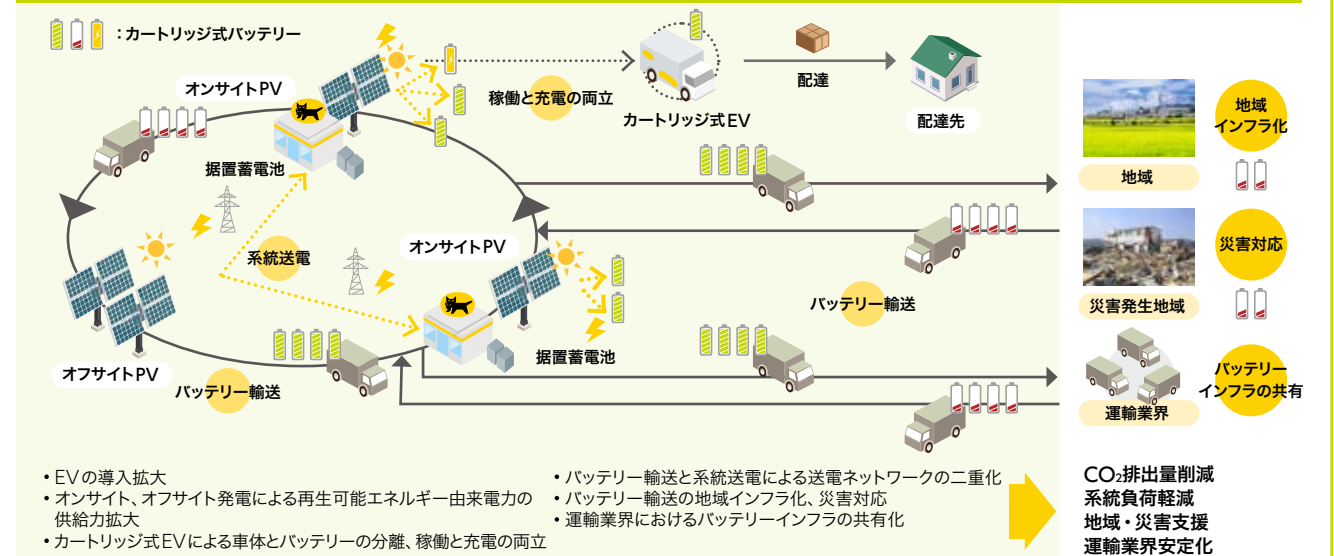 ：カートリッジ式バッテリー
オンサイトPV
稼働と充電の両立
カートリッジ式EV
配達
配達先
据置蓄電池
地域
インフラ化
地域
系統送電
オンサイトPV
災害対応
災害発生地域
バッテリー輸送
据置蓄電池
オフサイトPV
バッテリー輸送
バッテリー
インフラの共有
運輸業界
・EVの導入拡大
・オンサイト、オフサイト発電による再生可能エネルギー由来電力の
供給力拡大
・カートリッジ式EVによる車体とバッテリーの分離、稼働と充電の両立
・バッテリー輸送と系統送電による送電ネットワークの二重化
・バッテリー輸送の地域インフラ化、災害対応
・運輸業界におけるバッテリーインフラの共有化
CO₂排出量削減
系統負荷軽減
地域・災害支援
運輸業界安定化